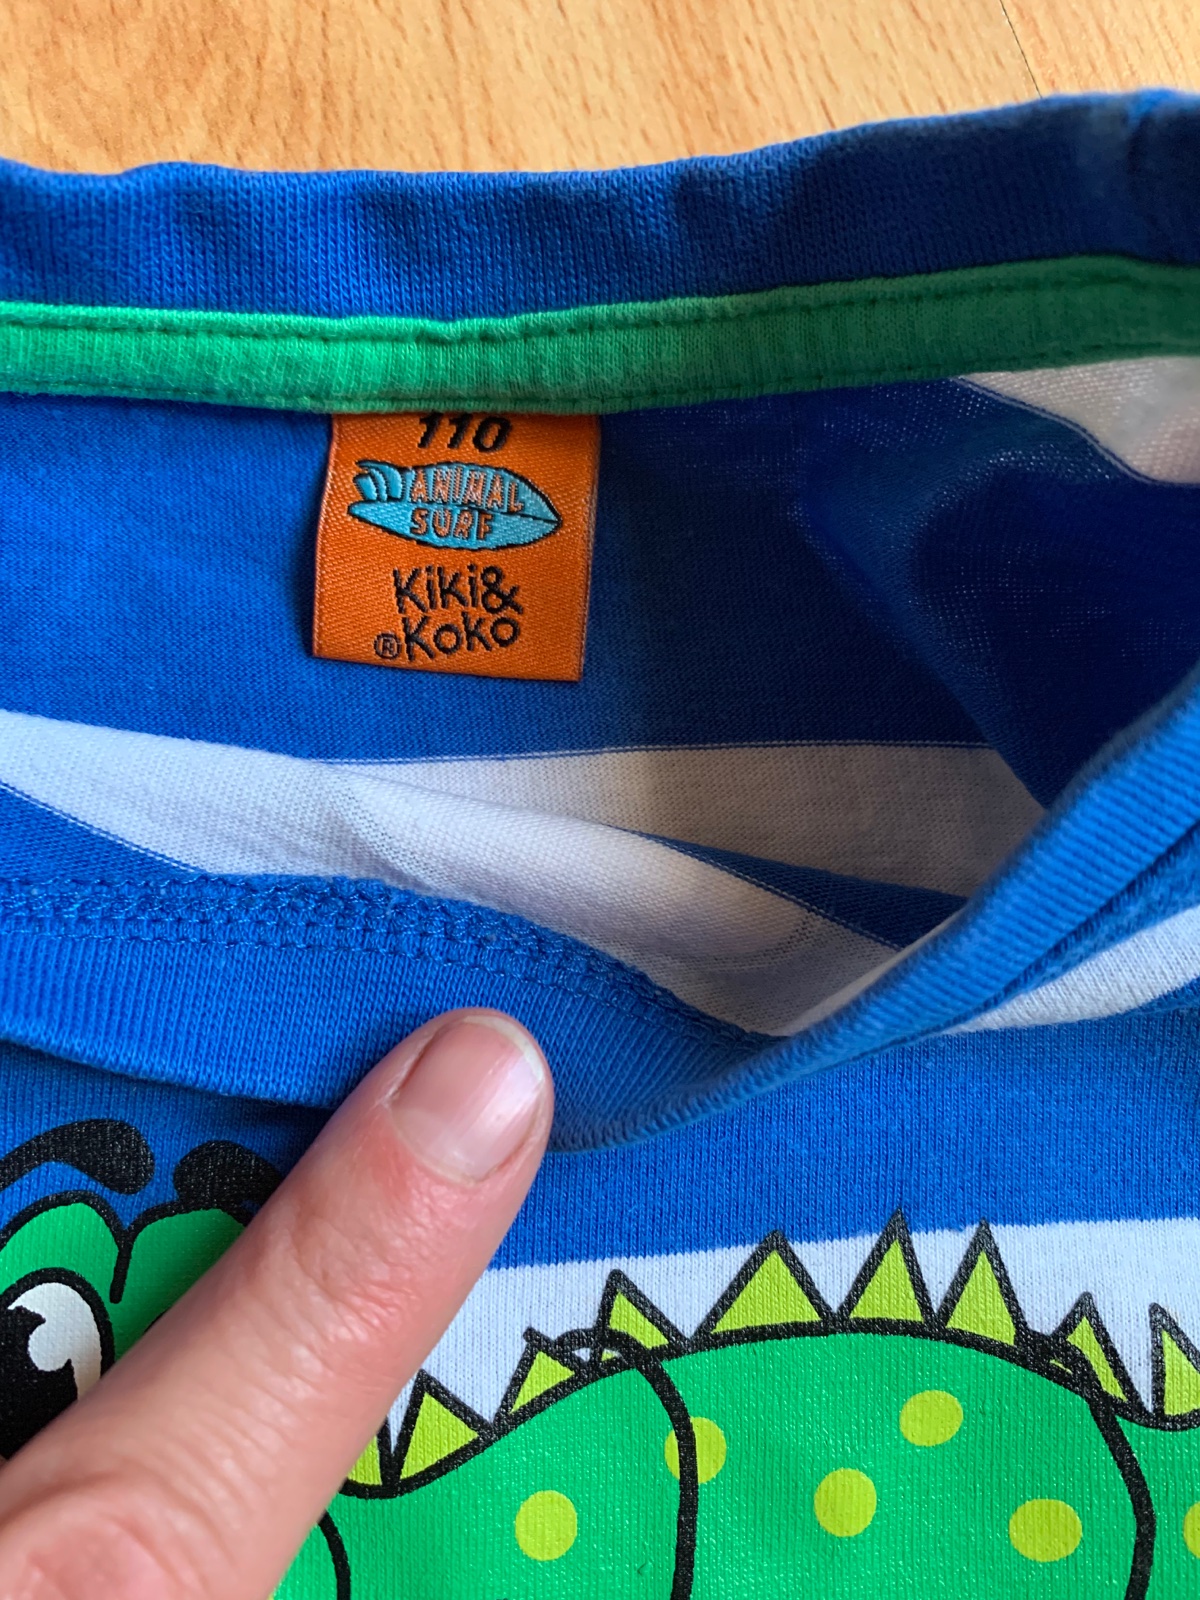 110
ANIMAL
SURF
Kiki&
®Koko